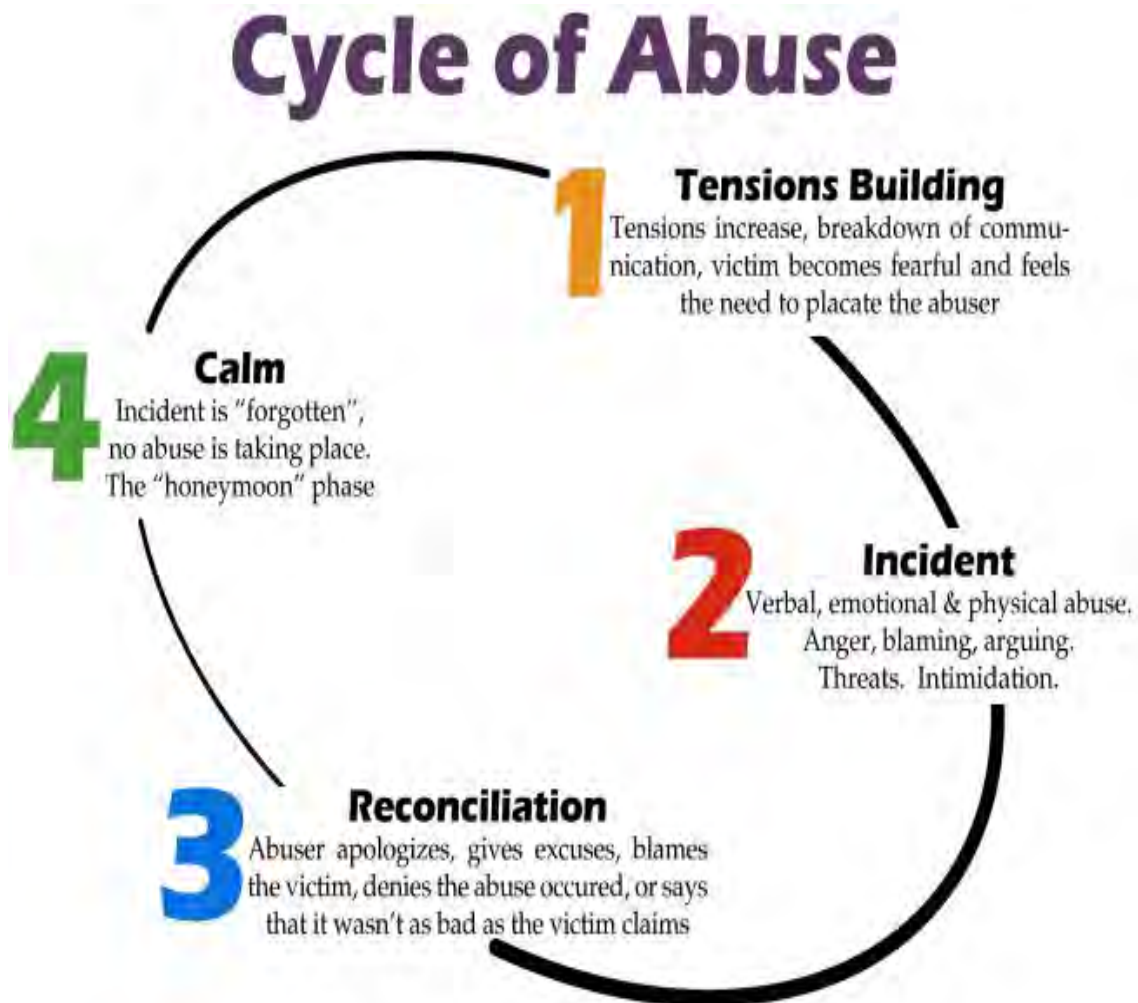 Cycle of Abuse
1
Tensions Building
Tensions increase, breakdown of commu-
nication, victim becomes fearful and feels
the need to placate the abuser
2
Incident
Verbal, emotional & physical abuse.
Anger, blaming, arguing.
Threats. Intimidation.
3
Reconciliation
Abuser apologizes, gives excuses, blames
the victim, denies the abuse occured, or says
that it wasn't as bad as the victim claims
4
Calm
Incident is "forgotten",
no abuse is taking place.
The "honeymoon" phase